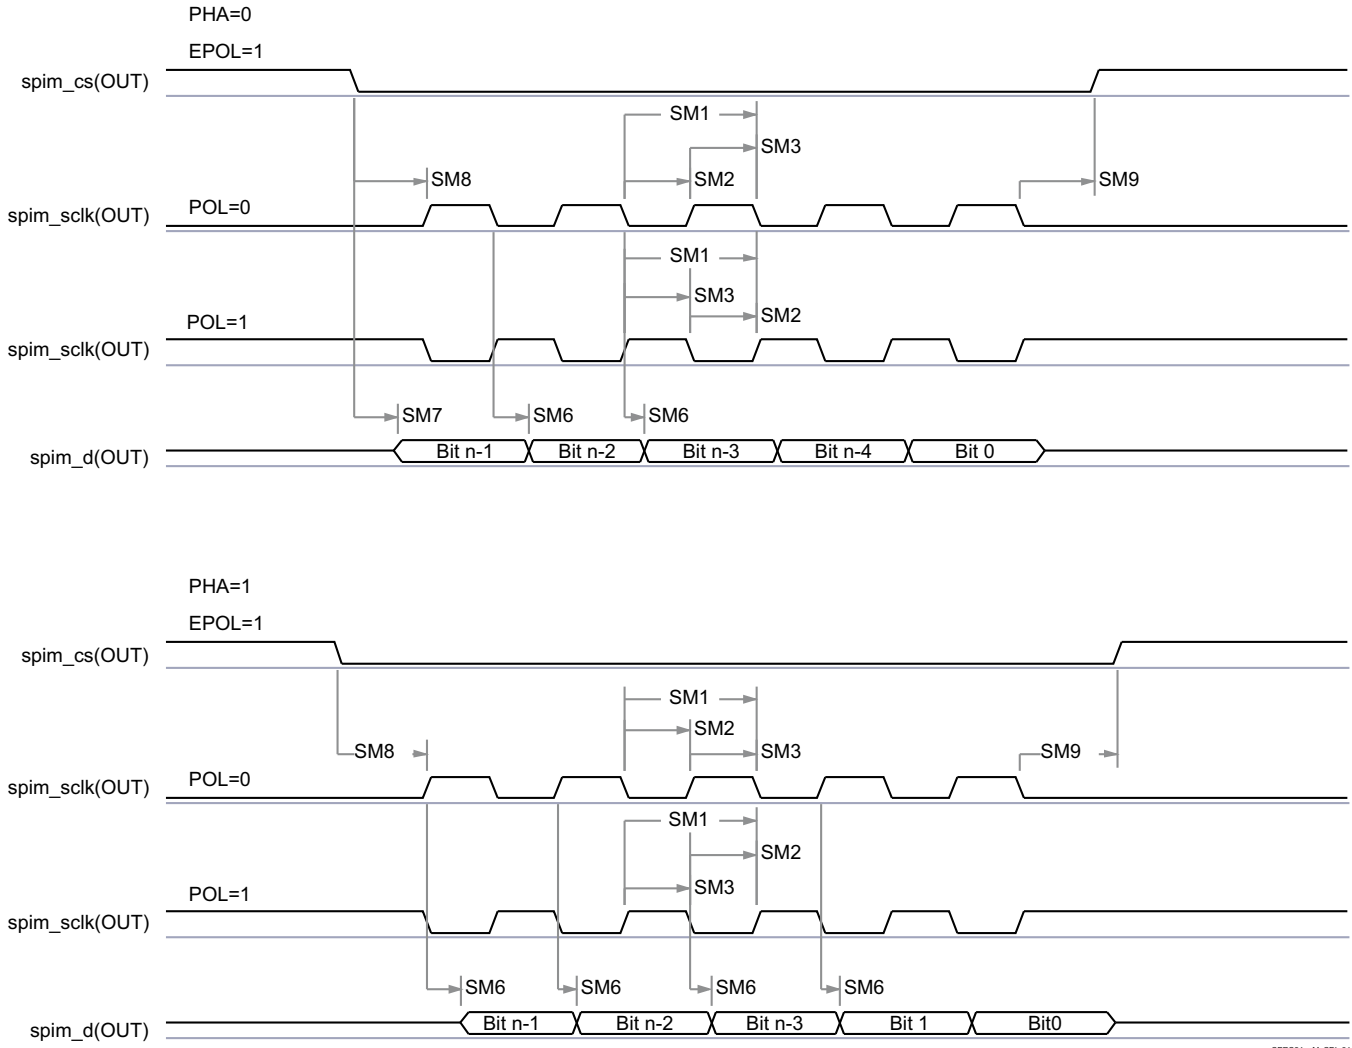 PHA=0
EPOL=1
spim_cs(OUT)
SM1
SM3
SM8
SM2
SM9
POL=0
spim_sclk(OUT)
SM1
SM3
SM2
POL=1
spim_sclk(OUT)
SM7
SM6
SM6
spim_d(OUT)
Bit n-1
Bit n-2
Bit n-3
Bit n-4
Bit 0
PHA=1
EPOL=1
spim_cs(OUT)
SM1
SM2
SM8
SM3
SM9
POL=0
spim_sclk(OUT)
SM1
SM2
SM3
POL=1
spim_sclk(OUT)
SM6
SM6
SM6
SM6
spim_d(OUT)
Bit n-1
Bit n-2
Bit n-3
Bit 1
Bit0